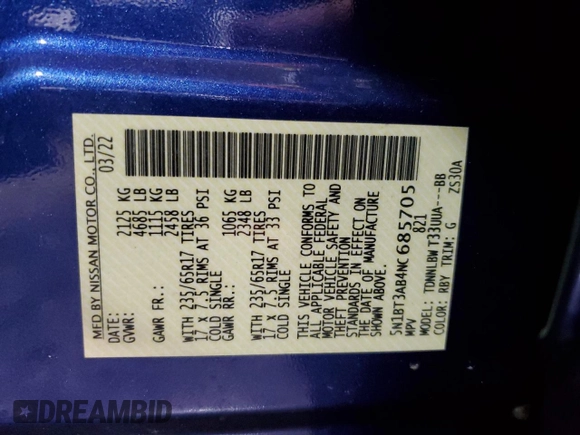 MFD BY NISSAN MOTOR CO., LTD.
DATE: 03/22
GVWR: 2125 KG
4685 LB
GAWR FR.: 1115 KG
2458 LB
WITH 235/65R17 TIRES
17 x 7.5 RIMS AT 36 PSI
COLD SINGLE
GAWR RR.: 1065 KG
2348 LB
WITH 235/65R17 TIRES
17 x 7.5 RIMS AT 33 PSI
COLD SINGLE
THIS VEHICLE CONFORMS TO
ALL APPLICABLE FEDERAL
MOTOR VEHICLE SAFETY AND
THEFT PREVENTION
STANDARDS IN EFFECT ON
THE DATE OF MANUFACTURE
SHOWN ABOVE.
5N1BT3AB4NC685705
MPV 821
MODEL: TDNNLBWT33UUA---BB
COLOR: RBY TRIM: G ZS30A
DREAMBID